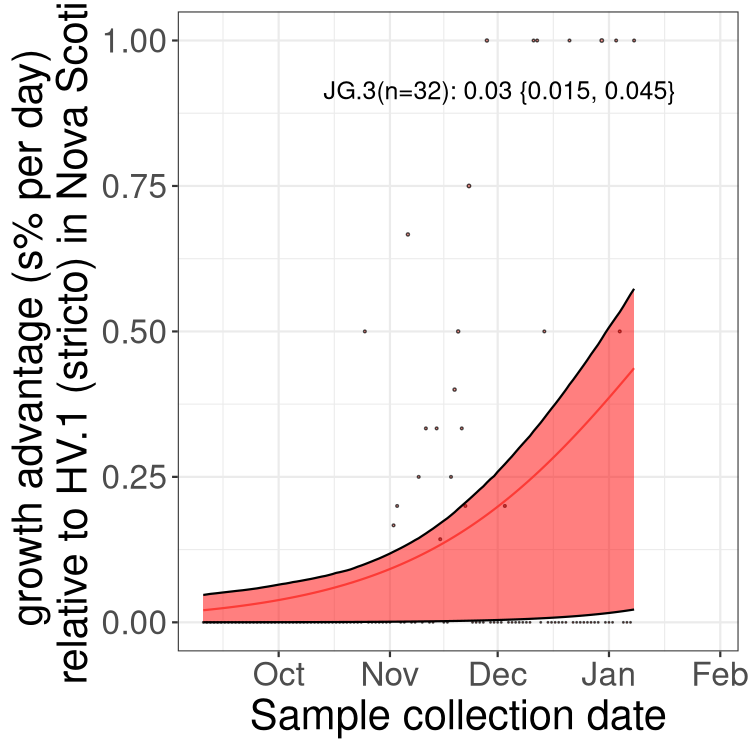 growth advantage (s% per day)
relative to HV.1 (stricto) in Nova Scoti
1.00
0.75
0.50
0.25
0.00
JG.3(n=32): 0.03 {0.015, 0.045}
Oct Nov Dec Jan Feb
Sample collection date